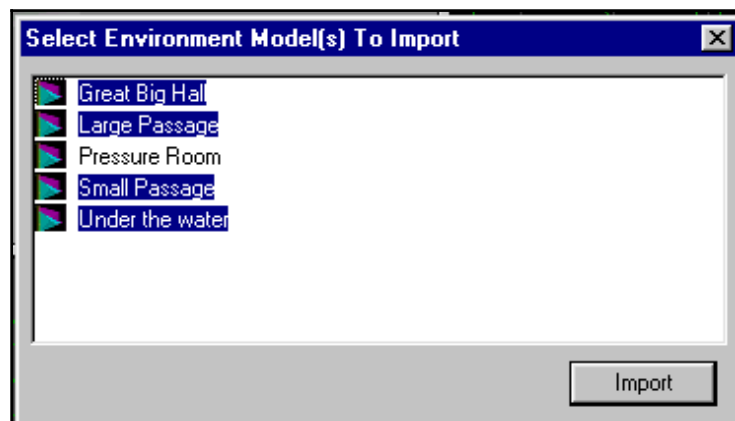 Select Environment Model(s) To Import
Great Big Hall
Large Passage
Pressure Room
Small Passage
Under the water
Import